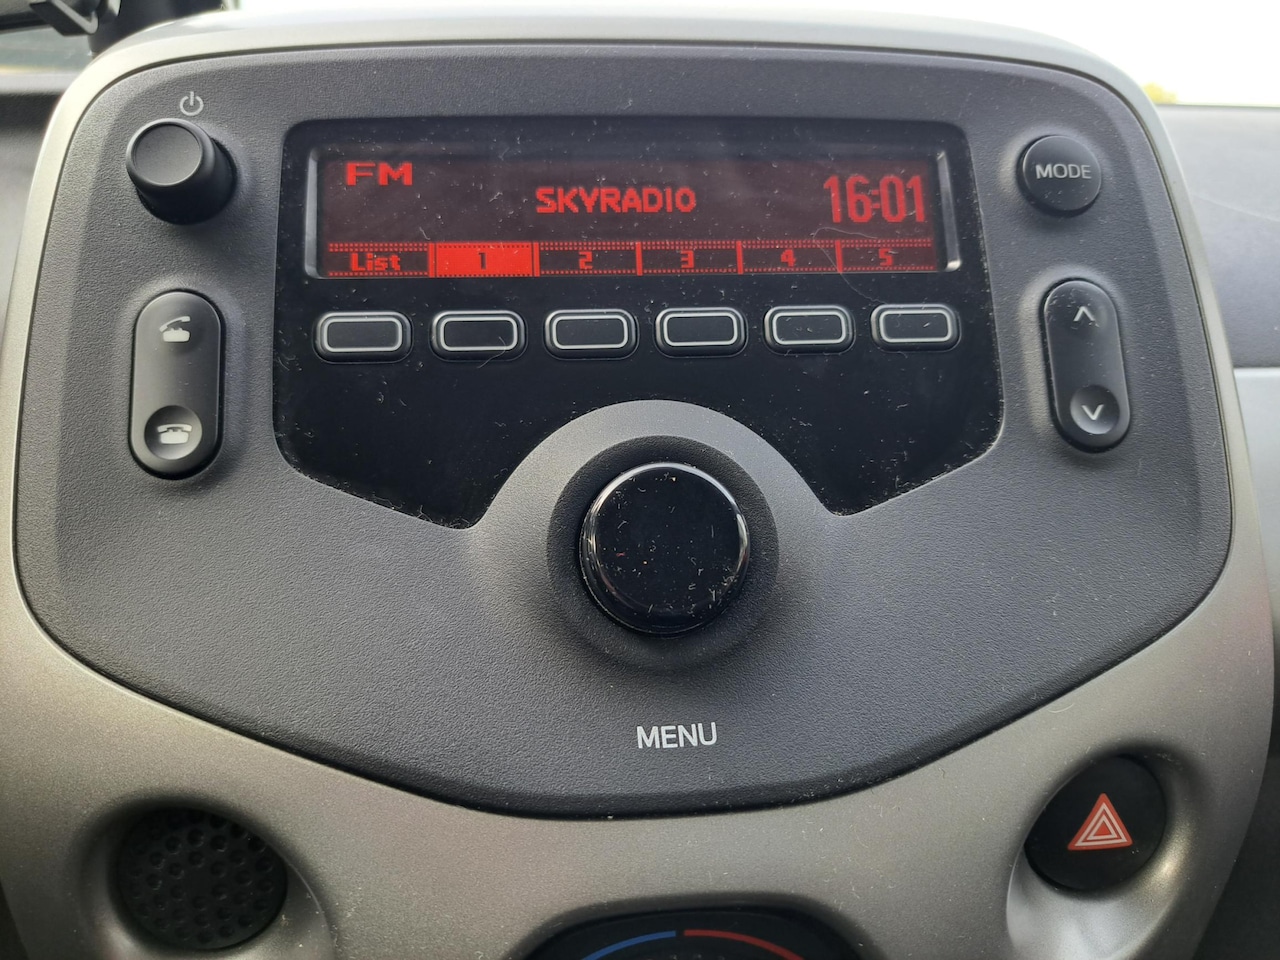 FM
SKYRADIO
16:01
MODE
List 1 2 3 4 5
MENU